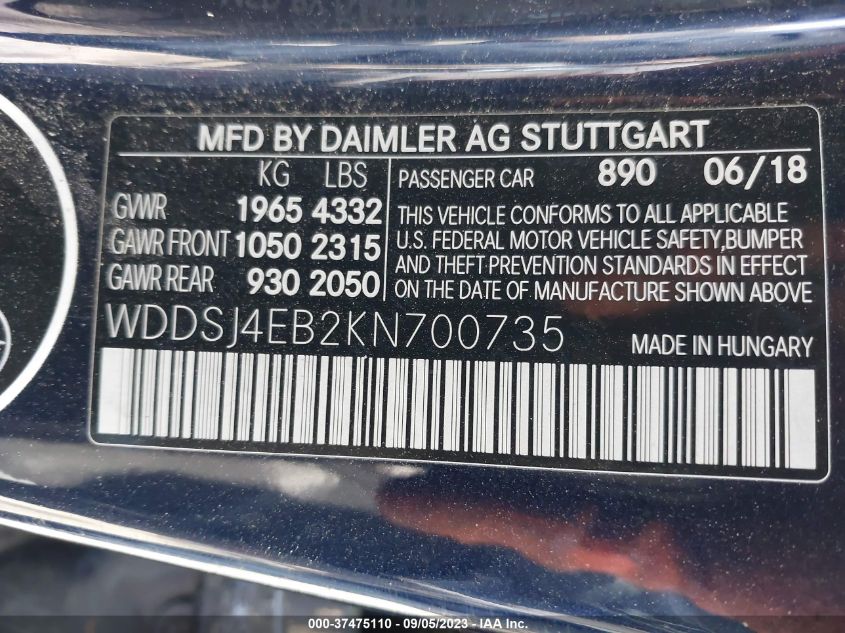 MFD BY DAIMLER AG STUTTGART
KG LBS
GVWR 1965 4332
GAWR FRONT 1050 2315
GAWR REAR 930 2050
PASSENGER CAR 890 06/18
THIS VEHICLE CONFORMS TO ALL APPLICABLE
U.S. FEDERAL MOTOR VEHICLE SAFETY,BUMPER
AND THEFT PREVENTION STANDARDS IN EFFECT
ON THE DATE OF MANUFACTURE SHOWN ABOVE
WDDSJ4EB2KN700735
MADE IN HUNGARY
000-37475110 - 09/05/2023 - IAA Inc.